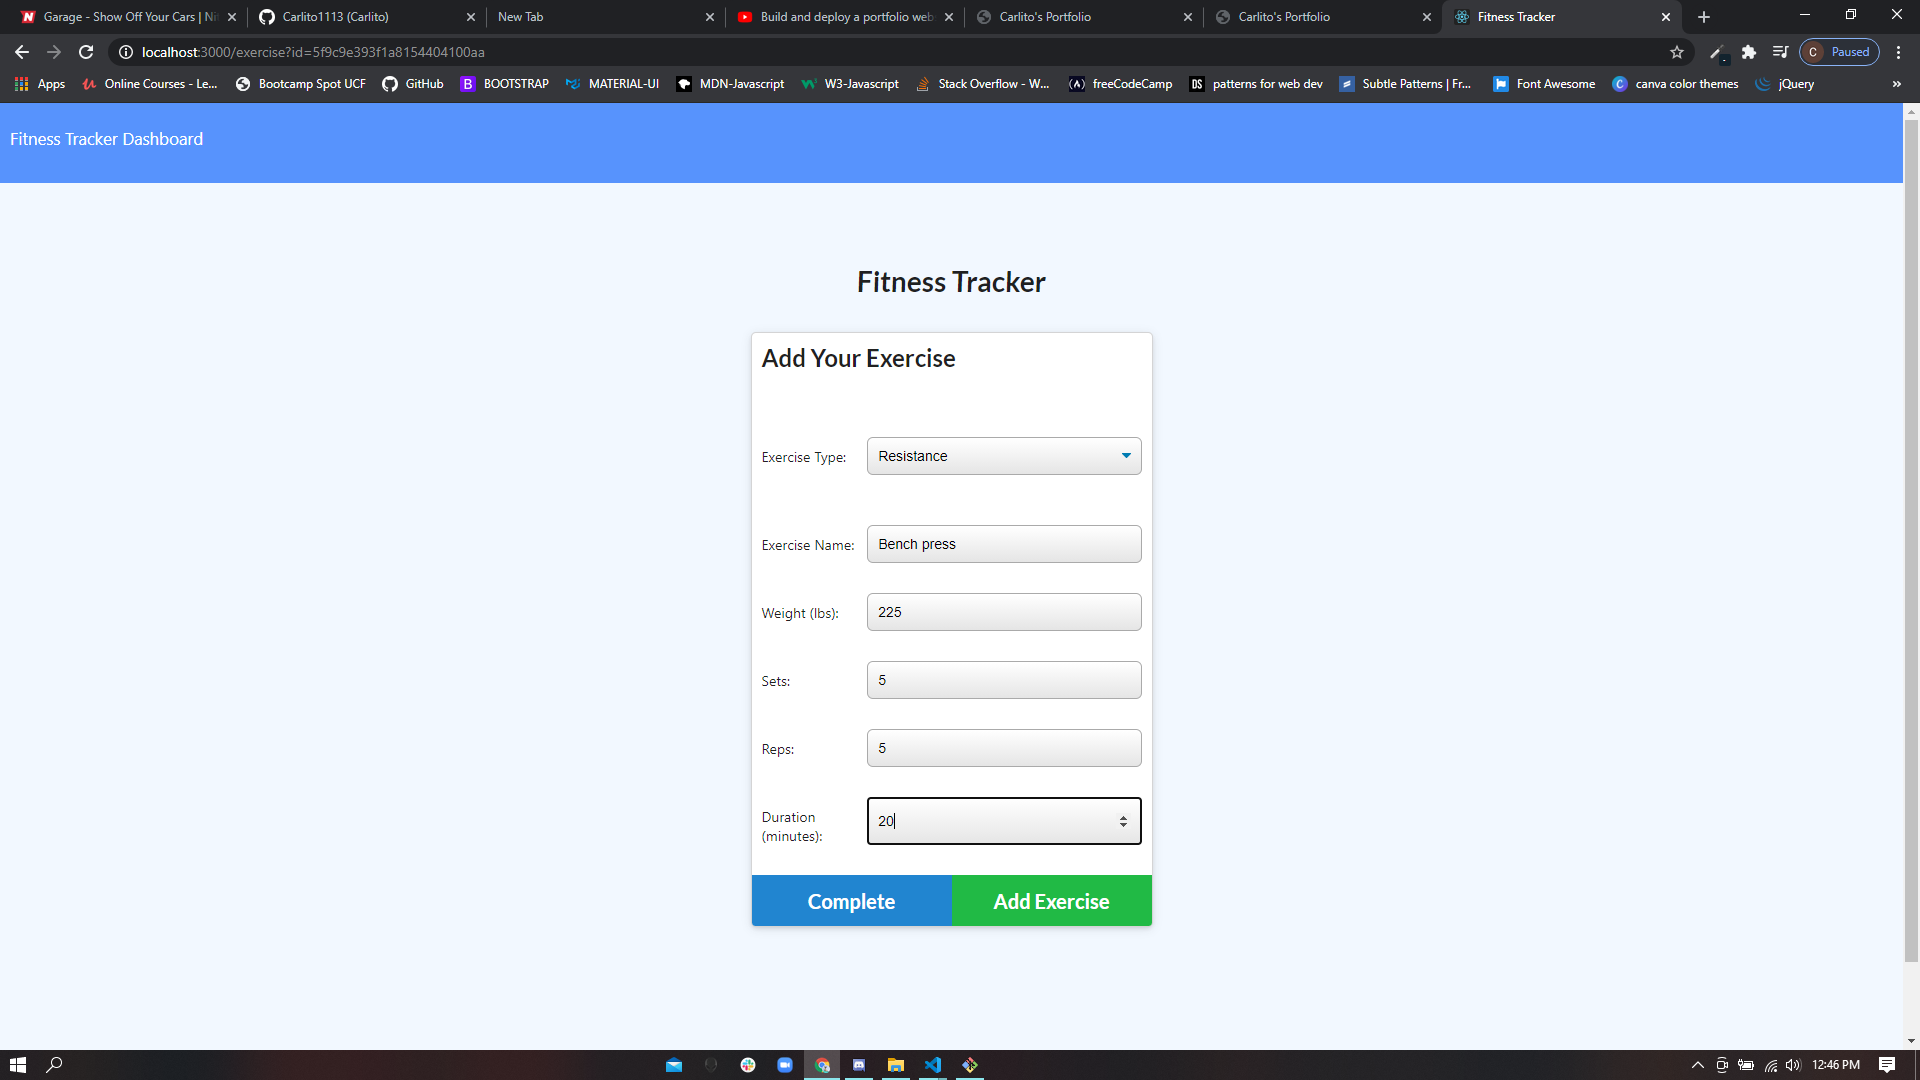 Garage - Show Off Your Cars | Ni
Carlito1113 (Carlito)
New Tab
Build and deploy a portfolio web
Carlito's Portfolio
Carlito's Portfolio
Fitness Tracker
localhost:3000/exercise?id=5f9c9e393f1a8154404100aa
C Paused
Apps
Online Courses - Le...
Bootcamp Spot UCF
GitHub
B BOOTSTRAP
MATERIAL-UI
MDN-Javascript
W3-Javascript
Stack Overflow - W...
freeCodeCamp
DS patterns for web dev
Subtle Patterns | Fr...
Font Awesome
C canva color themes
jQuery
»
Fitness Tracker Dashboard
Fitness Tracker
Add Your Exercise
Exercise Type: Resistance
Exercise Name: Bench press
Weight (lbs): 225
Sets: 5
Reps: 5
Duration
(minutes): 20
Complete Add Exercise
12:46 PM